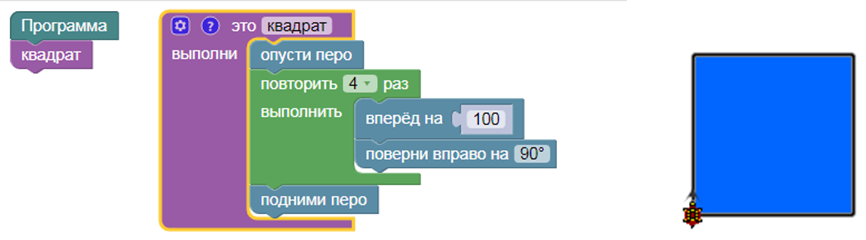 Программа
квадрат
? это квадрат
выполни
опусти перо
повторить 4 раз
выполнить
вперёд на 100
поверни вправо на 90°
подними перо